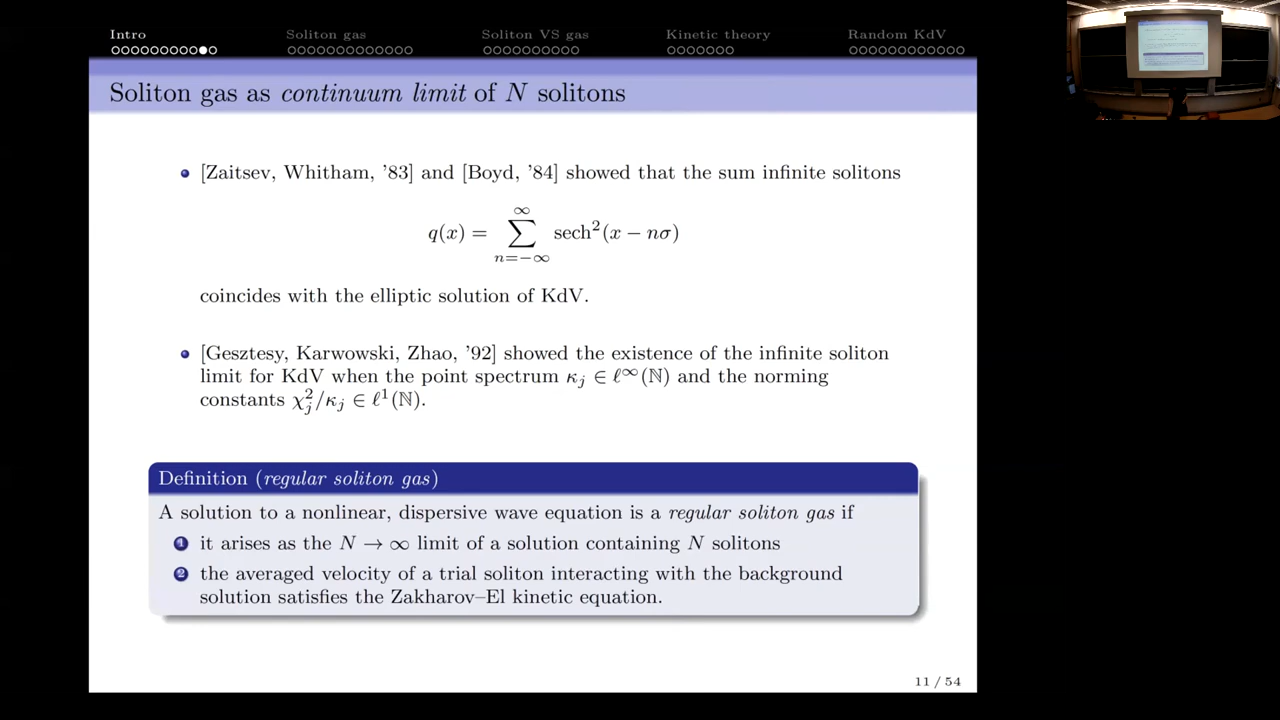 Intro
Soliton gas
Soliton VS gas
Kinetic theory
Random KdV
Soliton gas as continuum limit of N solitons
[Zaitsev, Whitham, '83] and [Boyd, '84] showed that the sum infinite solitons
q(x) = ∑_{n=−∞}^{∞} sech²(x − nσ)
coincides with the elliptic solution of KdV.
[Gesztesy, Karwowski, Zhao, '92] showed the existence of the infinite soliton
limit for KdV when the point spectrum κ_j ∈ ℓ^∞(ℕ) and the norming
constants χ_j²/κ_j ∈ ℓ¹(ℕ).
Definition (regular soliton gas)
A solution to a nonlinear, dispersive wave equation is a regular soliton gas if
1 it arises as the N → ∞ limit of a solution containing N solitons
2 the averaged velocity of a trial soliton interacting with the background
solution satisfies the Zakharov–El kinetic equation.
11 / 54